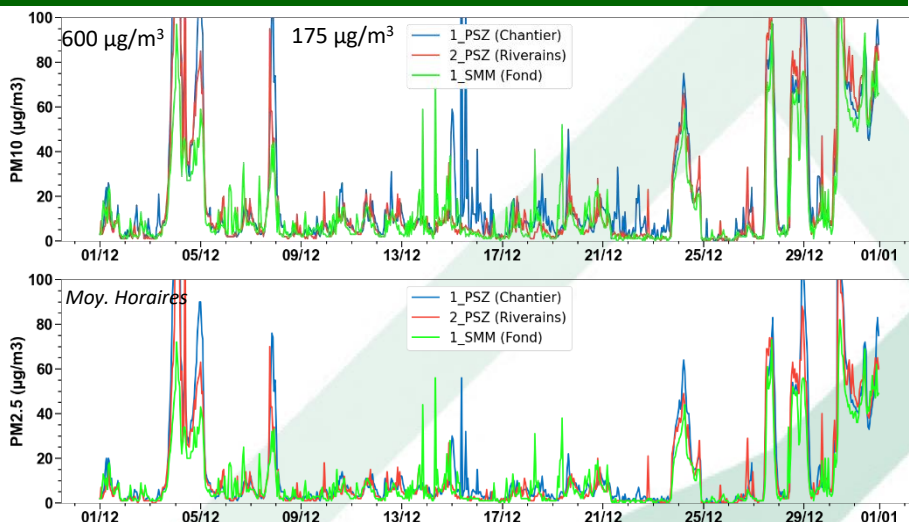 600 µg/m³ 175 µg/m³
1_PSZ (Chantier)
2_PSZ (Riverains)
1_SMM (Fond)
PM10 (µg/m3)
100
80
60
40
20
0
01/12 05/12 09/12 13/12 17/12 21/12 25/12 29/12 01/01
Moy. Horaires
1_PSZ (Chantier)
2_PSZ (Riverains)
1_SMM (Fond)
PM2.5 (µg/m3)
100
80
60
40
20
0
01/12 05/12 09/12 13/12 17/12 21/12 25/12 29/12 01/01